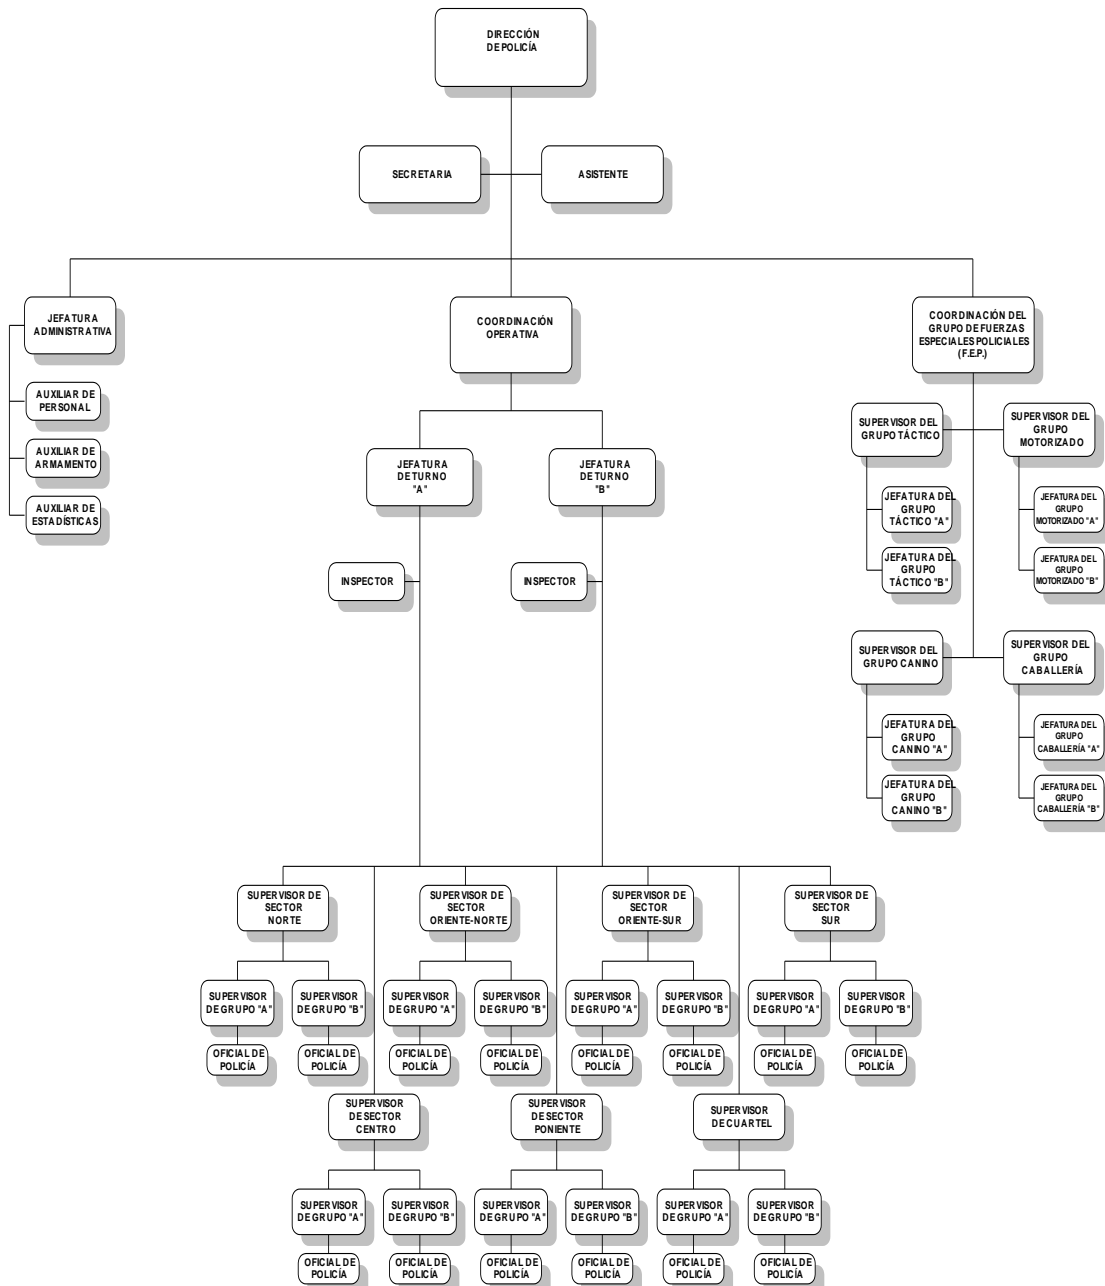 DIRECCIÓN
DE POLICÍA
SECRETARIA
ASISTENTE
JEFATURA
ADMINISTRATIVA
AUXILIAR DE
PERSONAL
AUXILIAR DE
ARMAMENTO
AUXILIAR DE
ESTADÍSTICAS
COORDINACIÓN
OPERATIVA
JEFATURA
DE TURNO
"A"
JEFATURA
DE TURNO
"B"
INSPECTOR
INSPECTOR
COORDINACIÓN DEL
GRUPO DE FUERZAS
ESPECIALES POLICIALES
(F.E.P.)
SUPERVISOR DEL
GRUPO TÁCTICO
JEFATURA DEL
GRUPO
TÁCTICO "A"
JEFATURA DEL
GRUPO
TÁCTICO "B"
SUPERVISOR DEL
GRUPO
MOTORIZADO
JEFATURA DEL
GRUPO
MOTORIZADO "A"
JEFATURA DEL
GRUPO
MOTORIZADO "B"
SUPERVISOR DEL
GRUPO CANINO
JEFATURA DEL
GRUPO
CANINO "A"
JEFATURA DEL
GRUPO
CANINO "B"
SUPERVISOR DEL
GRUPO
CABALLERÍA
JEFATURA DEL
GRUPO
CABALLERÍA "A"
JEFATURA DEL
GRUPO
CABALLERÍA "B"
SUPERVISOR DE
SECTOR
NORTE
SUPERVISOR DE
SECTOR
ORIENTE-NORTE
SUPERVISOR DE
SECTOR
ORIENTE-SUR
SUPERVISOR DE
SECTOR
SUR
SUPERVISOR
DE GRUPO "A"
SUPERVISOR
DE GRUPO "B"
SUPERVISOR
DE GRUPO "A"
SUPERVISOR
DE GRUPO "B"
SUPERVISOR
DE GRUPO "A"
SUPERVISOR
DE GRUPO "B"
SUPERVISOR
DE GRUPO "A"
SUPERVISOR
DE GRUPO "B"
OFICIAL DE
POLICÍA
OFICIAL DE
POLICÍA
OFICIAL DE
POLICÍA
OFICIAL DE
POLICÍA
OFICIAL DE
POLICÍA
OFICIAL DE
POLICÍA
OFICIAL DE
POLICÍA
OFICIAL DE
POLICÍA
SUPERVISOR
DE SECTOR
CENTRO
SUPERVISOR
DE SECTOR
PONIENTE
SUPERVISOR
DE CUARTEL
SUPERVISOR
DE GRUPO "A"
SUPERVISOR
DE GRUPO "B"
SUPERVISOR
DE GRUPO "A"
SUPERVISOR
DE GRUPO "B"
SUPERVISOR
DE GRUPO "A"
SUPERVISOR
DE GRUPO "B"
OFICIAL DE
POLICÍA
OFICIAL DE
POLICÍA
OFICIAL DE
POLICÍA
OFICIAL DE
POLICÍA
OFICIAL DE
POLICÍA
OFICIAL DE
POLICÍA